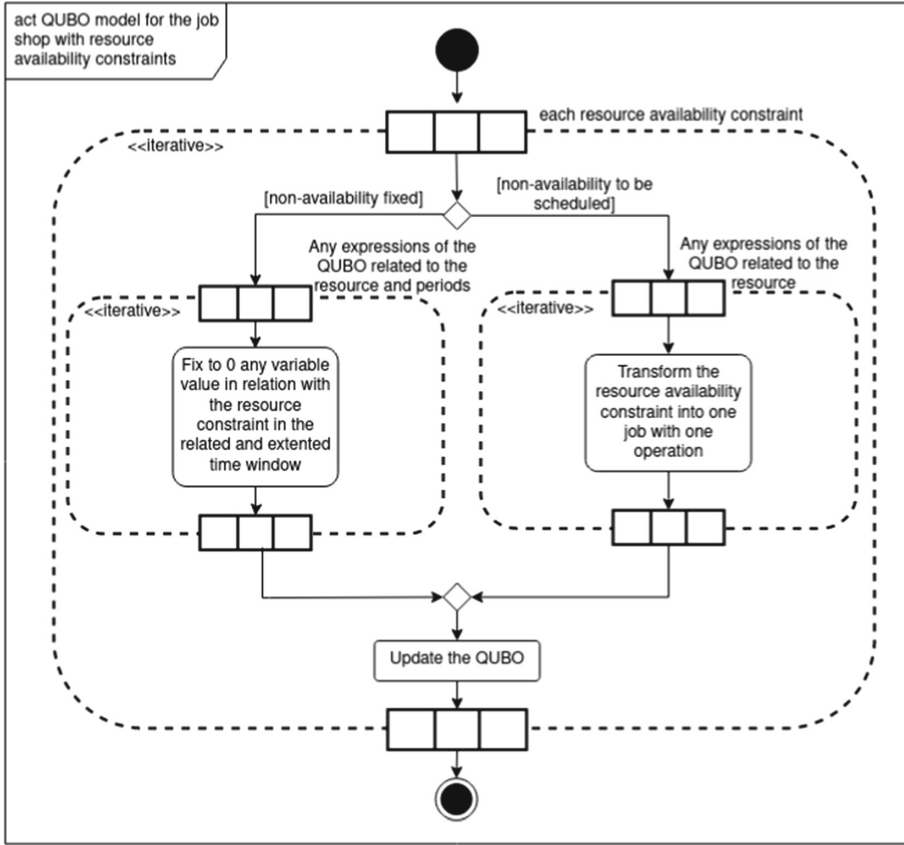 act QUBO model for the job
shop with resource
availability constraints
each resource availability constraint
<<iterative>>
[non-availability fixed]
[non-availability to be
scheduled]
Any expressions of the
QUBO related to the
resource and periods
Any expressions of the
QUBO related to the
resource
<<iterative>>
<<iterative>>
Fix to 0 any variable
value in relation with
the resource
constraint in the
related and extented
time window
Transform the
resource availability
constraint into one
job with one
operation
Update the QUBO